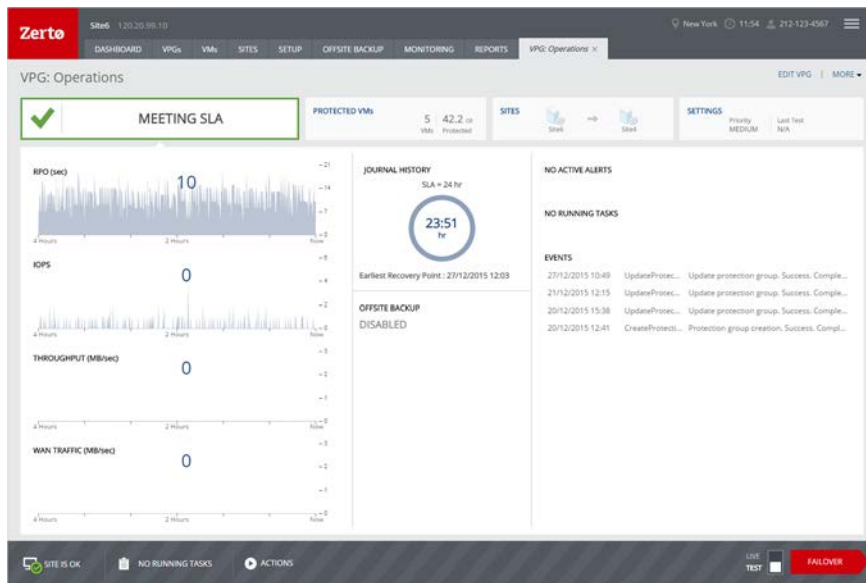 Zerto
Site6 120.20.99.10
New York 11:54 212-123-4567
DASHBOARD VPGs VMs SITES SETUP OFFSITE BACKUP MONITORING REPORTS VPG: Operations ×
VPG: Operations
EDIT VPG | MORE
MEETING SLA
PROTECTED VMs
5 VMs
42.2 GB Protected
SITES
Site6
Site4
SETTINGS
Priority MEDIUM
Last Test N/A
RPO (sec)
10
21
14
7
0
4 Hours 2 Hours Now
IOPS
0
6
4
2
0
4 Hours 2 Hours Now
THROUGHPUT (MB/sec)
0
3
2
1
0
4 Hours 2 Hours Now
WAN TRAFFIC (MB/sec)
0
3
2
1
0
4 Hours 2 Hours Now
JOURNAL HISTORY
SLA = 24 hr
23:51
hr
Earliest Recovery Point : 27/12/2015 12:03
OFFSITE BACKUP
DISABLED
NO ACTIVE ALERTS
NO RUNNING TASKS
EVENTS
27/12/2015 10:49 UpdateProtec... Update protection group. Success. Comple...
21/12/2015 12:15 UpdateProtec... Update protection group. Success. Comple...
20/12/2015 15:38 UpdateProtec... Update protection group. Success. Comple...
20/12/2015 12:41 CreateProtecti... Protection group creation. Success. Compl...
SITE IS OK
NO RUNNING TASKS
ACTIONS
LIVE
TEST
FAILOVER